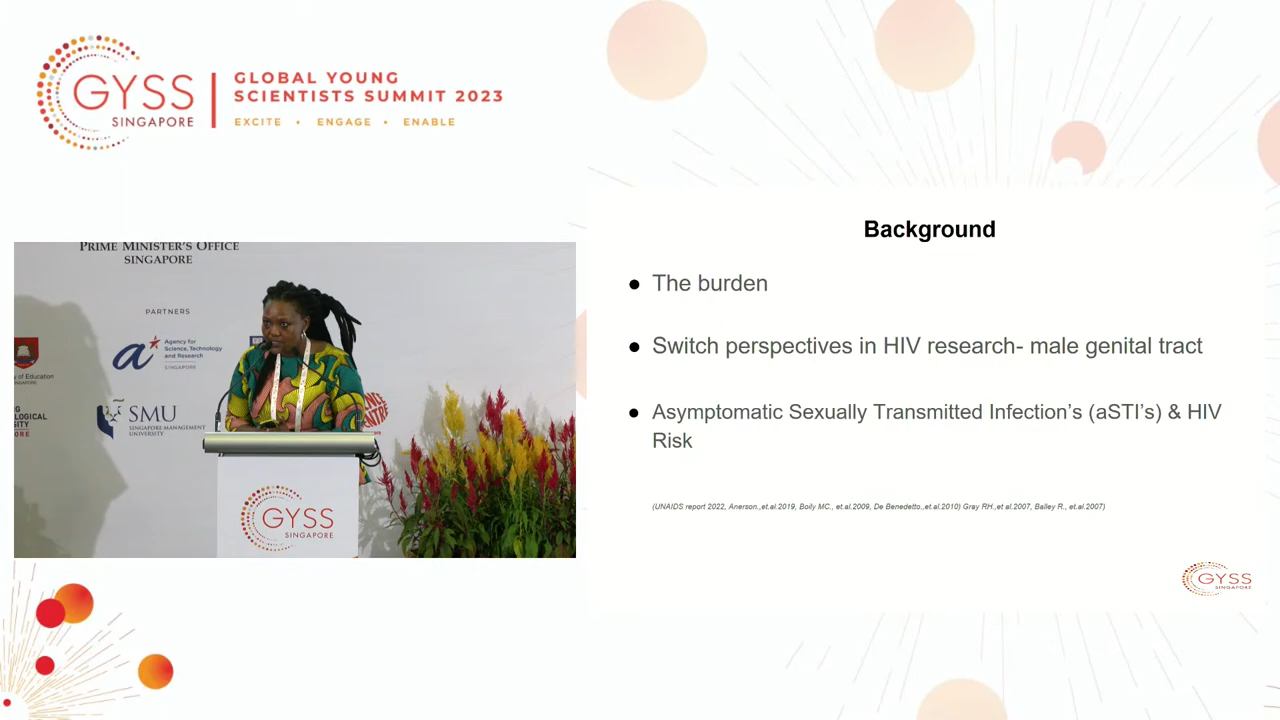 GYSS
SINGAPORE
GLOBAL YOUNG
SCIENTISTS SUMMIT 2023
EXCITE • ENGAGE • ENABLE
PRIME MINISTER'S OFFICE
SINGAPORE
PARTNERS
Agency for
Science, Technology
and Research
SINGAPORE
SMU
SINGAPORE MANAGEMENT
UNIVERSITY
GYSS
SINGAPORE
Background
● The burden
● Switch perspectives in HIV research- male genital tract
● Asymptomatic Sexually Transmitted Infection's (aSTI's) & HIV
Risk
(UNAIDS report 2022, Anerson.,et.al.2019, Boily MC., et.al.2009, De Benedetto.,et.al.2010) Gray RH.,et al.2007, Bailey R., et.al.2007)
GYSS
SINGAPORE